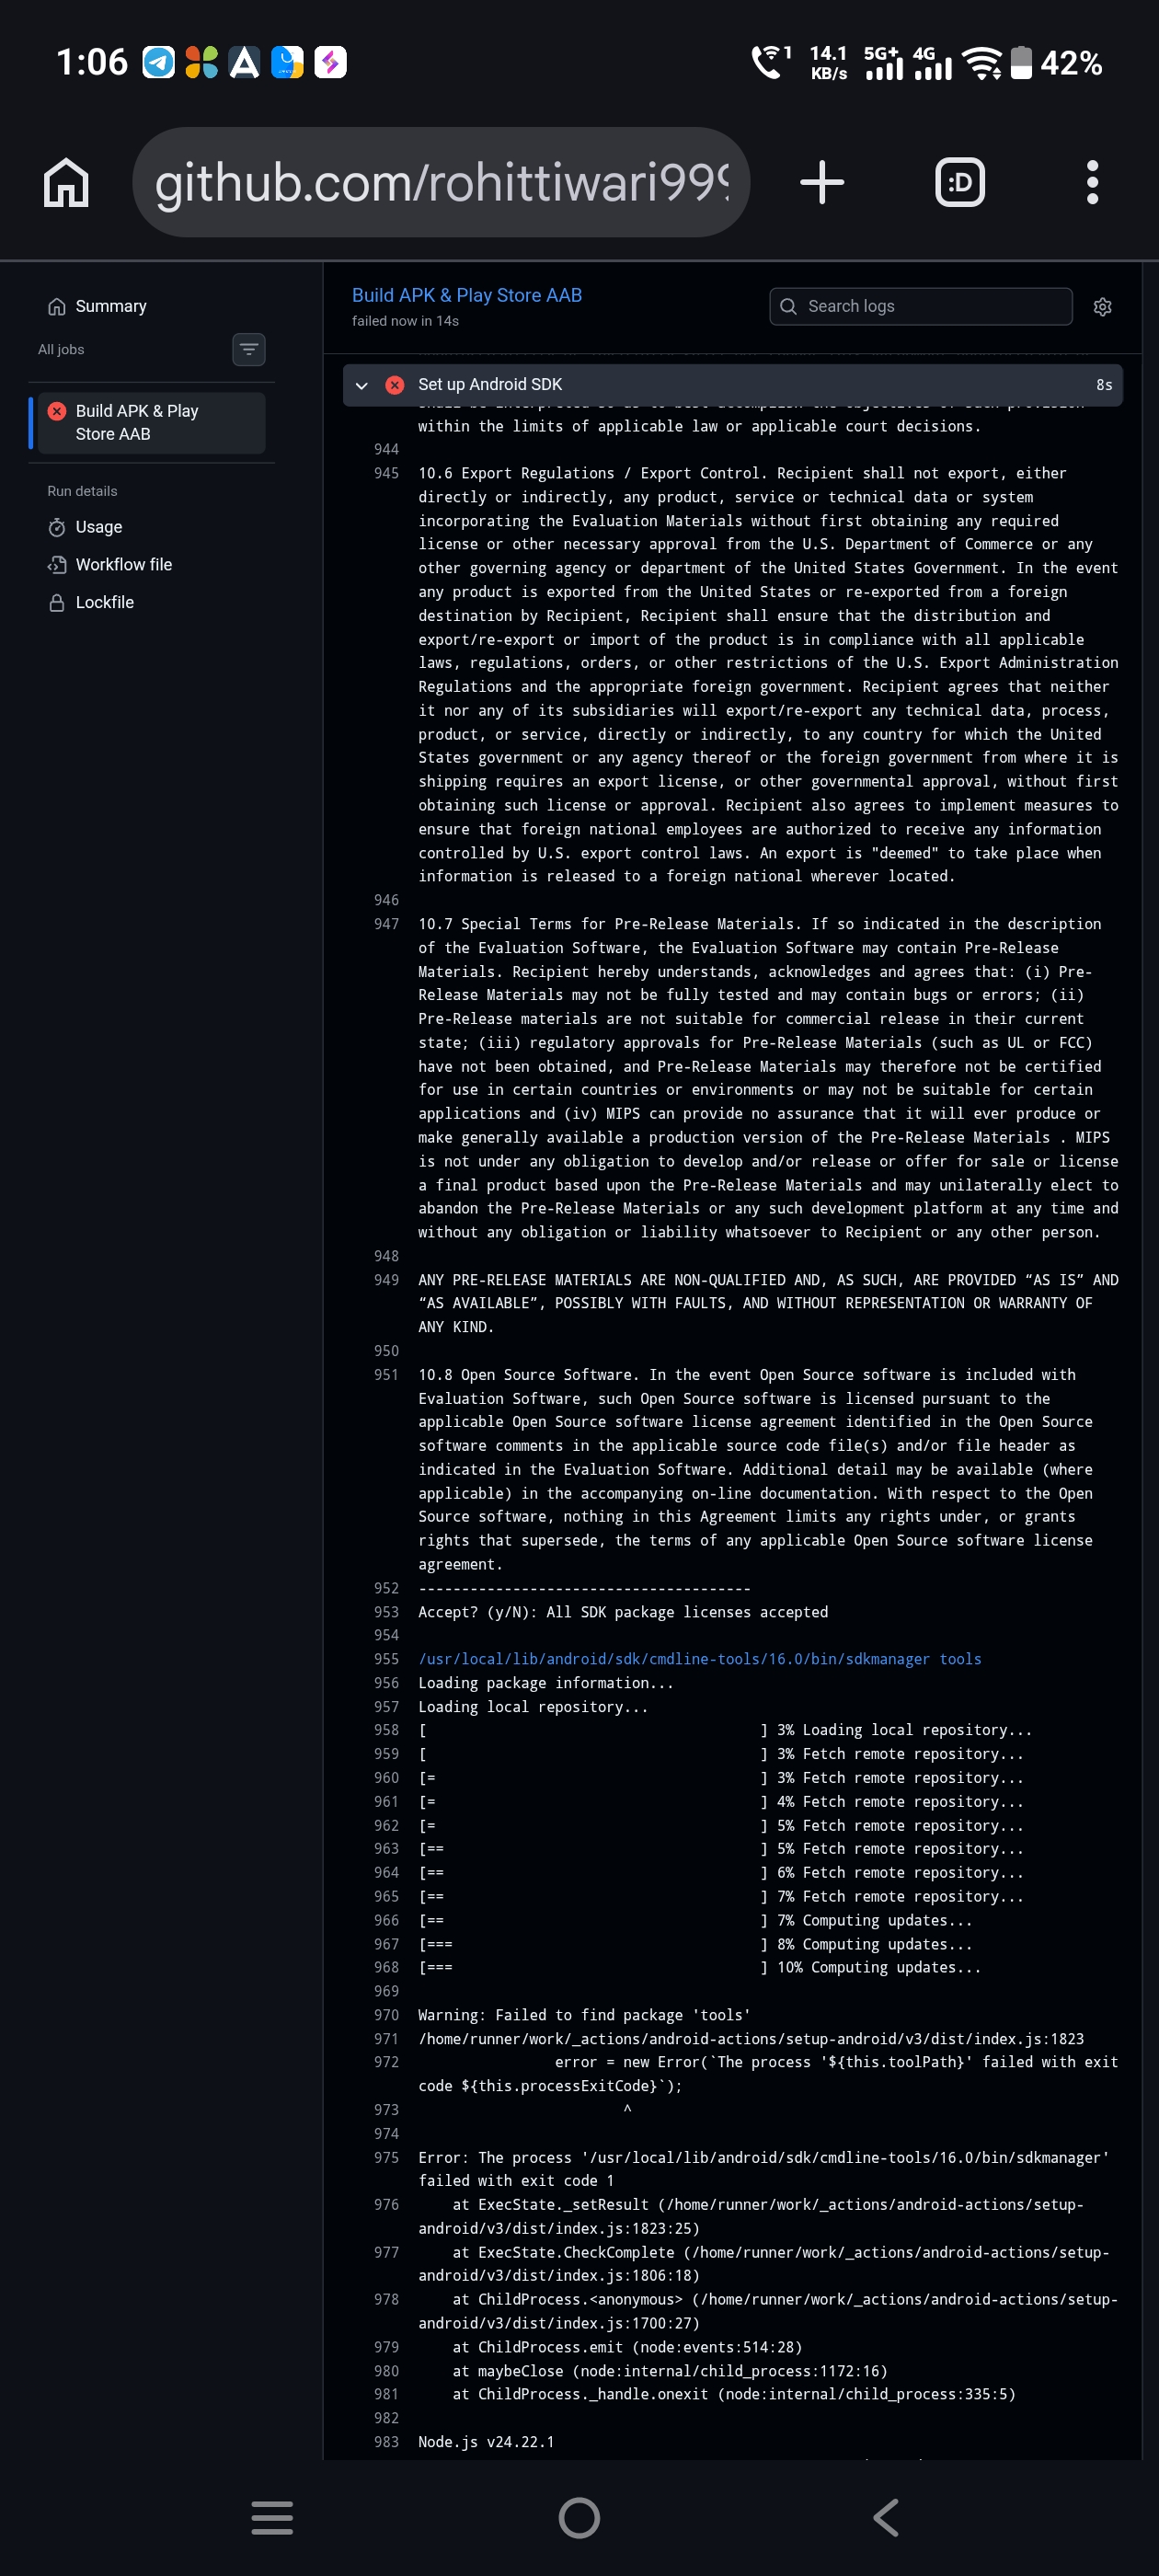 1:06
1 14.1 KB/s 5G+ 4G 42%
github.com/rohittiwari999
:D
Summary
All jobs
Build APK & Play
Store AAB
Run details
Usage
Workflow file
Lockfile
Build APK & Play Store AAB
failed now in 14s
Search logs
Set up Android SDK 8s
within the limits of applicable law or applicable court decisions.
944
945 10.6 Export Regulations / Export Control. Recipient shall not export, either
directly or indirectly, any product, service or technical data or system
incorporating the Evaluation Materials without first obtaining any required
license or other necessary approval from the U.S. Department of Commerce or any
other governing agency or department of the United States Government. In the event
any product is exported from the United States or re-exported from a foreign
destination by Recipient, Recipient shall ensure that the distribution and
export/re-export or import of the product is in compliance with all applicable
laws, regulations, orders, or other restrictions of the U.S. Export Administration
Regulations and the appropriate foreign government. Recipient agrees that neither
it nor any of its subsidiaries will export/re-export any technical data, process,
product, or service, directly or indirectly, to any country for which the United
States government or any agency thereof or the foreign government from where it is
shipping requires an export license, or other governmental approval, without first
obtaining such license or approval. Recipient also agrees to implement measures to
ensure that foreign national employees are authorized to receive any information
controlled by U.S. export control laws. An export is "deemed" to take place when
information is released to a foreign national wherever located.
946
947 10.7 Special Terms for Pre-Release Materials. If so indicated in the description
of the Evaluation Software, the Evaluation Software may contain Pre-Release
Materials. Recipient hereby understands, acknowledges and agrees that: (i) Pre-
Release Materials may not be fully tested and may contain bugs or errors; (ii)
Pre-Release materials are not suitable for commercial release in their current
state; (iii) regulatory approvals for Pre-Release Materials (such as UL or FCC)
have not been obtained, and Pre-Release Materials may therefore not be certified
for use in certain countries or environments or may not be suitable for certain
applications and (iv) MIPS can provide no assurance that it will ever produce or
make generally available a production version of the Pre-Release Materials . MIPS
is not under any obligation to develop and/or release or offer for sale or license
a final product based upon the Pre-Release Materials and may unilaterally elect to
abandon the Pre-Release Materials or any such development platform at any time and
without any obligation or liability whatsoever to Recipient or any other person.
948
949 ANY PRE-RELEASE MATERIALS ARE NON-QUALIFIED AND, AS SUCH, ARE PROVIDED “AS IS” AND
“AS AVAILABLE”, POSSIBLY WITH FAULTS, AND WITHOUT REPRESENTATION OR WARRANTY OF
ANY KIND.
950
951 10.8 Open Source Software. In the event Open Source software is included with
Evaluation Software, such Open Source software is licensed pursuant to the
applicable Open Source software license agreement identified in the Open Source
software comments in the applicable source code file(s) and/or file header as
indicated in the Evaluation Software. Additional detail may be available (where
applicable) in the accompanying on-line documentation. With respect to the Open
Source software, nothing in this Agreement limits any rights under, or grants
rights that supersede, the terms of any applicable Open Source software license
agreement.
952 ---------------------------------------
953 Accept? (y/N): All SDK package licenses accepted
954
955 /usr/local/lib/android/sdk/cmdline-tools/16.0/bin/sdkmanager tools
956 Loading package information...
957 Loading local repository...
958 [                                       ] 3% Loading local repository...
959 [                                       ] 3% Fetch remote repository...
960 [=                                      ] 3% Fetch remote repository...
961 [=                                      ] 4% Fetch remote repository...
962 [=                                      ] 5% Fetch remote repository...
963 [==                                     ] 5% Fetch remote repository...
964 [==                                     ] 6% Fetch remote repository...
965 [==                                     ] 7% Fetch remote repository...
966 [==                                     ] 7% Computing updates...
967 [===                                    ] 8% Computing updates...
968 [===                                    ] 10% Computing updates...
969
970 Warning: Failed to find package 'tools'
971 /home/runner/work/_actions/android-actions/setup-android/v3/dist/index.js:1823
972 error = new Error(`The process '${this.toolPath}' failed with exit
code ${this.processExitCode}`);
973 ^
974
975 Error: The process '/usr/local/lib/android/sdk/cmdline-tools/16.0/bin/sdkmanager'
failed with exit code 1
976 at ExecState._setResult (/home/runner/work/_actions/android-actions/setup-
android/v3/dist/index.js:1823:25)
977 at ExecState.CheckComplete (/home/runner/work/_actions/android-actions/setup-
android/v3/dist/index.js:1806:18)
978 at ChildProcess.<anonymous> (/home/runner/work/_actions/android-actions/setup-
android/v3/dist/index.js:1700:27)
979 at ChildProcess.emit (node:events:514:28)
980 at maybeClose (node:internal/child_process:1172:16)
981 at ChildProcess._handle.onexit (node:internal/child_process:335:5)
982
983 Node.js v24.22.1